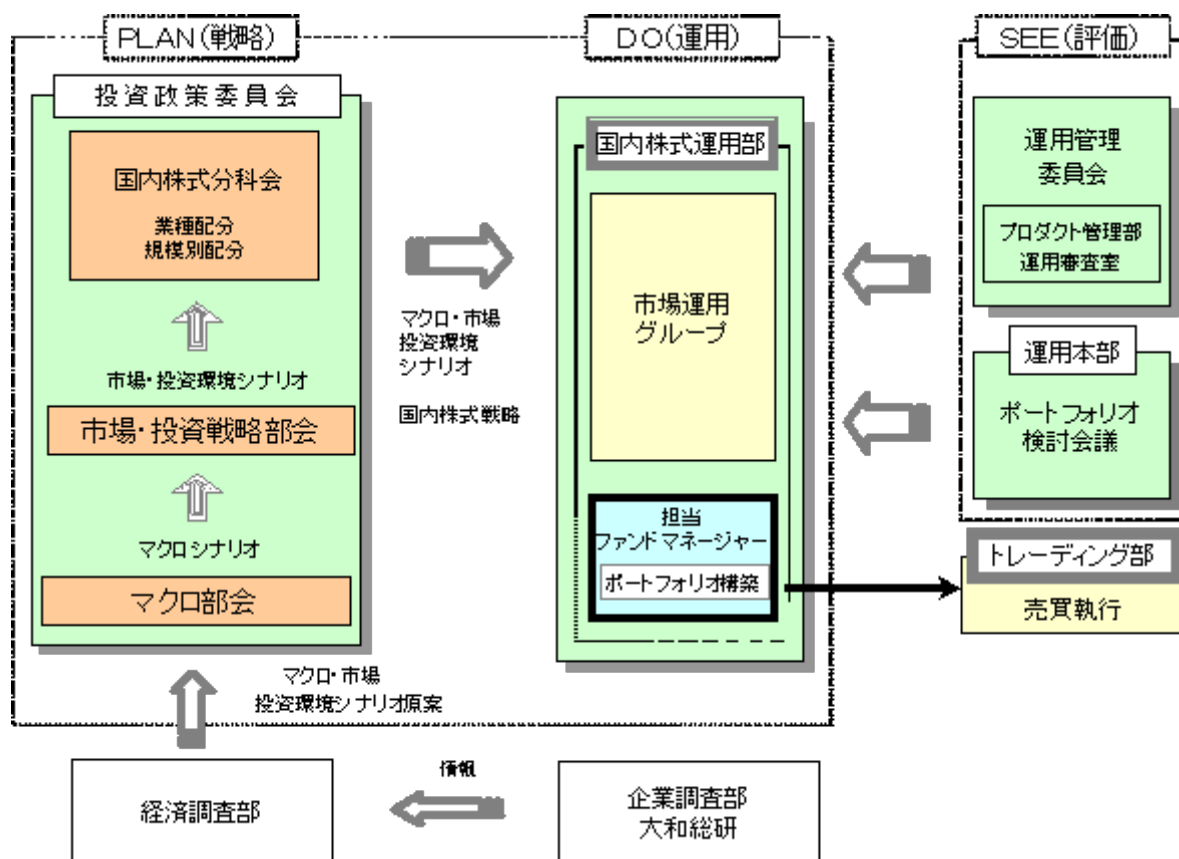 PLAN(戦略)
投資政策委員会
国内株式分科会
業種配分
規模別配分
市場・投資環境シナリオ
市場・投資戦略部会
マクロシナリオ
マクロ部会
マクロ・市場
投資環境シナリオ原案
経済調査部
情報
企業調査部
大和総研
マクロ・市場
投資環境
シナリオ
国内株式戦略
DO(運用)
国内株式運用部
市場運用
グループ
担当
ファンドマネージャー
ポートフォリオ構築
SEE(評価)
運用管理
委員会
プロダクト管理部
運用審査室
運用本部
ポートフォリオ
検討会議
トレーディング部
売買執行